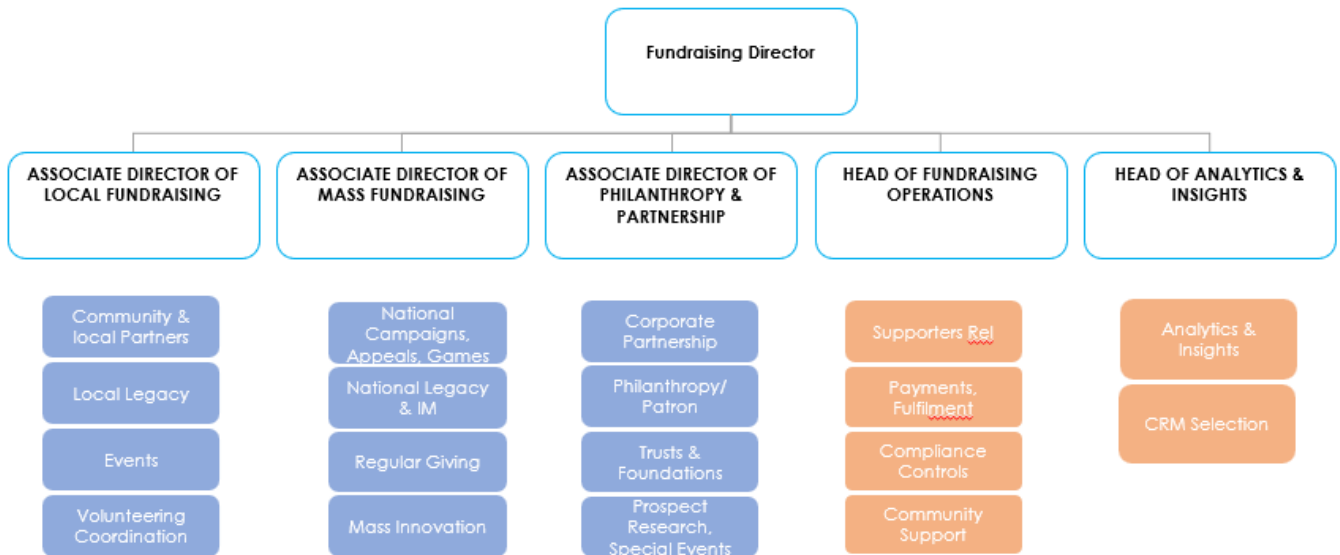 Fundraising Director
ASSOCIATE DIRECTOR OF
LOCAL FUNDRAISING
ASSOCIATE DIRECTOR OF
MASS FUNDRAISING
ASSOCIATE DIRECTOR OF
PHILANTHROPY &
PARTNERSHIP
HEAD OF FUNDRAISING
OPERATIONS
HEAD OF ANALYTICS &
INSIGHTS
Community &
local Partners
Local Legacy
Events
Volunteering
Coordination
National
Campaigns,
Appeals, Games
National Legacy
& IM
Regular Giving
Mass Innovation
Corporate
Partnership
Philanthropy/
Patron
Trusts &
Foundations
Prospect
Research,
Special Events
Supporters Rel
Payments,
Fulfilment
Compliance
Controls
Community
Support
Analytics &
Insights
CRM Selection